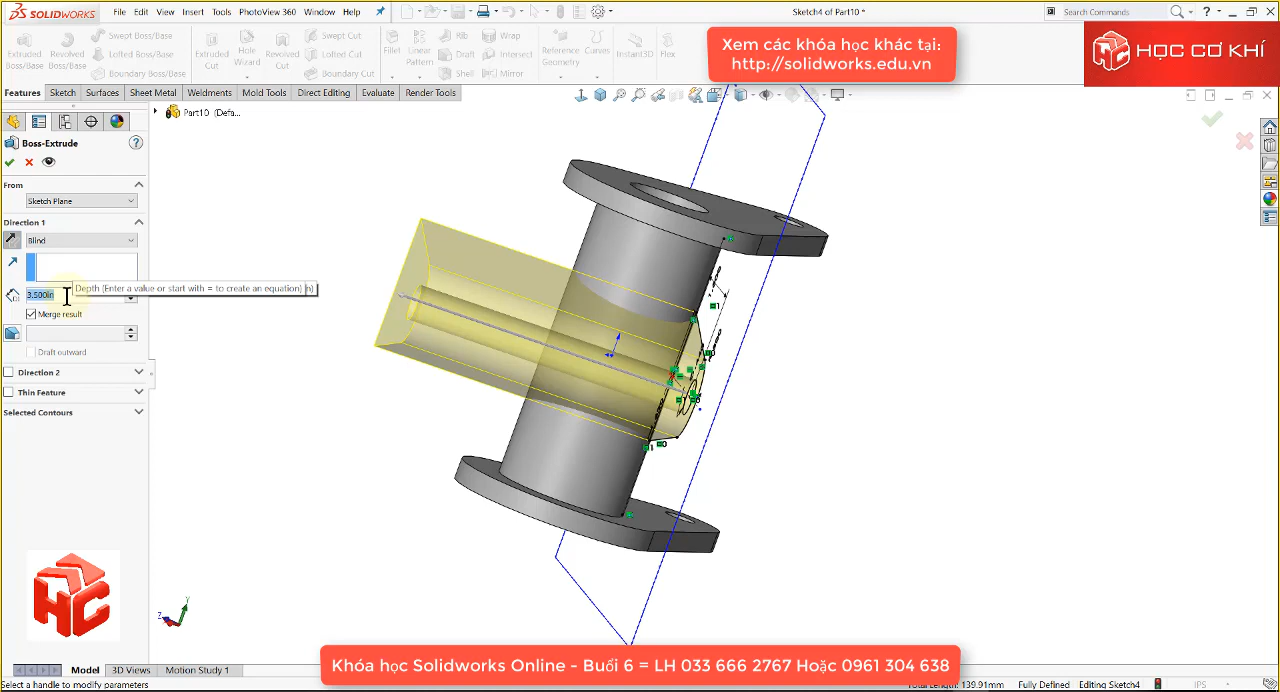 SOLIDWORKS
File Edit View Insert Tools PhotoView 360 Window Help
Sketch4 of Part10 *
Search Commands
Extruded Boss/Base
Revolved Boss/Base
Swept Boss/Base
Lofted Boss/Base
Boundary Boss/Base
Extruded Cut
Hole Wizard
Revolved Cut
Swept Cut
Lofted Cut
Boundary Cut
Fillet
Linear Pattern
Rib
Draft
Shell
Wrap
Intersect
Mirror
Reference Geometry
Curves
Instant3D
Flex
Xem các khóa học khác tại:
http://solidworks.edu.vn
HỌC CƠ KHÍ
Features Sketch Surfaces Sheet Metal Weldments Mold Tools Direct Editing Evaluate Render Tools
Part10 (Defa...
Boss-Extrude
From
Sketch Plane
Direction 1
Blind
Depth (Enter a value or start with = to create an equation)
3.500in
Merge result
Draft outward
Direction 2
Thin Feature
Selected Contours
HC
Y
Z
Khóa học Solidworks Online - Buổi 6 = LH 033 666 2767 Hoặc 0961 304 638
Model 3D Views Motion Study 1
Select a handle to modify parameters
Total Length: 139.91mm Fully Defined Editing Sketch4 IPS